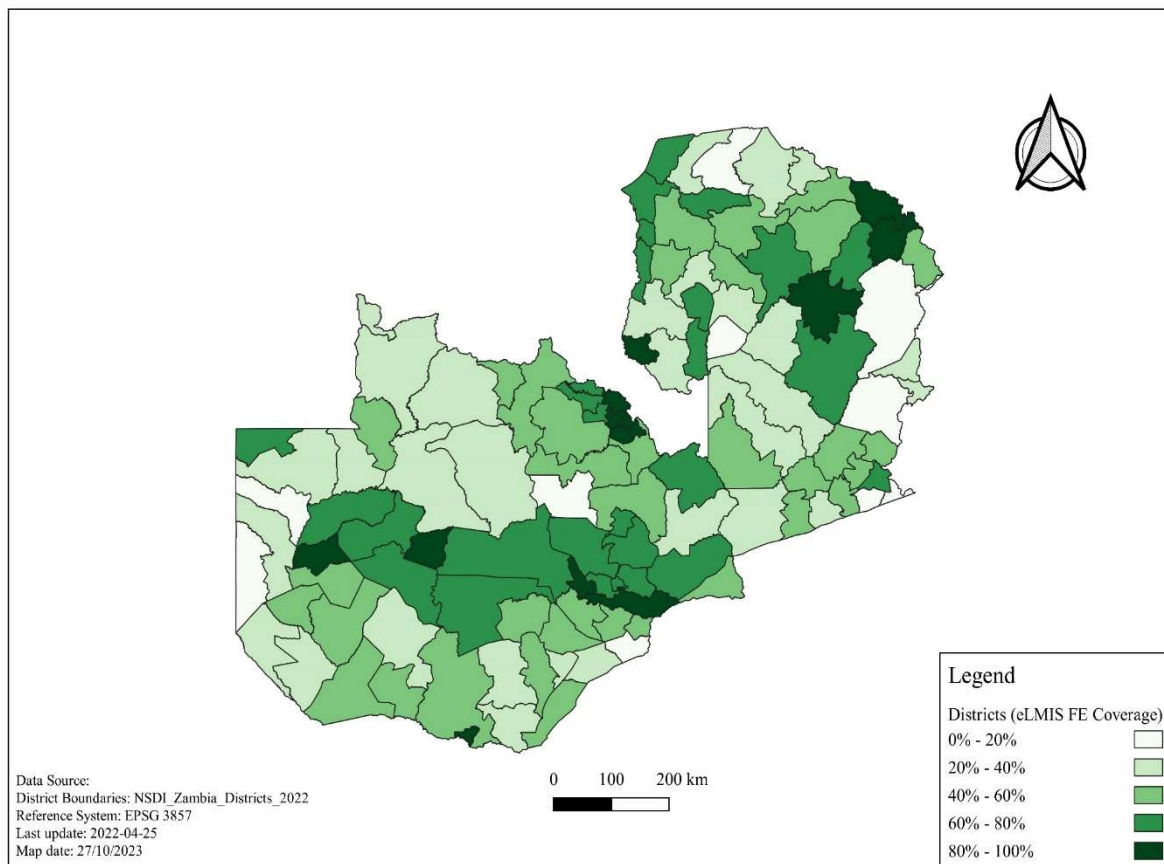 Legend
Districts (eLMIS FE Coverage)
0% - 20%
20% - 40%
40% - 60%
60% - 80%
80% - 100%
0 100 200 km
Data Source:
District Boundaries: NSDI_Zambia_Districts_2022
Reference System: EPSG 3857
Last update: 2022-04-25
Map date: 27/10/2023